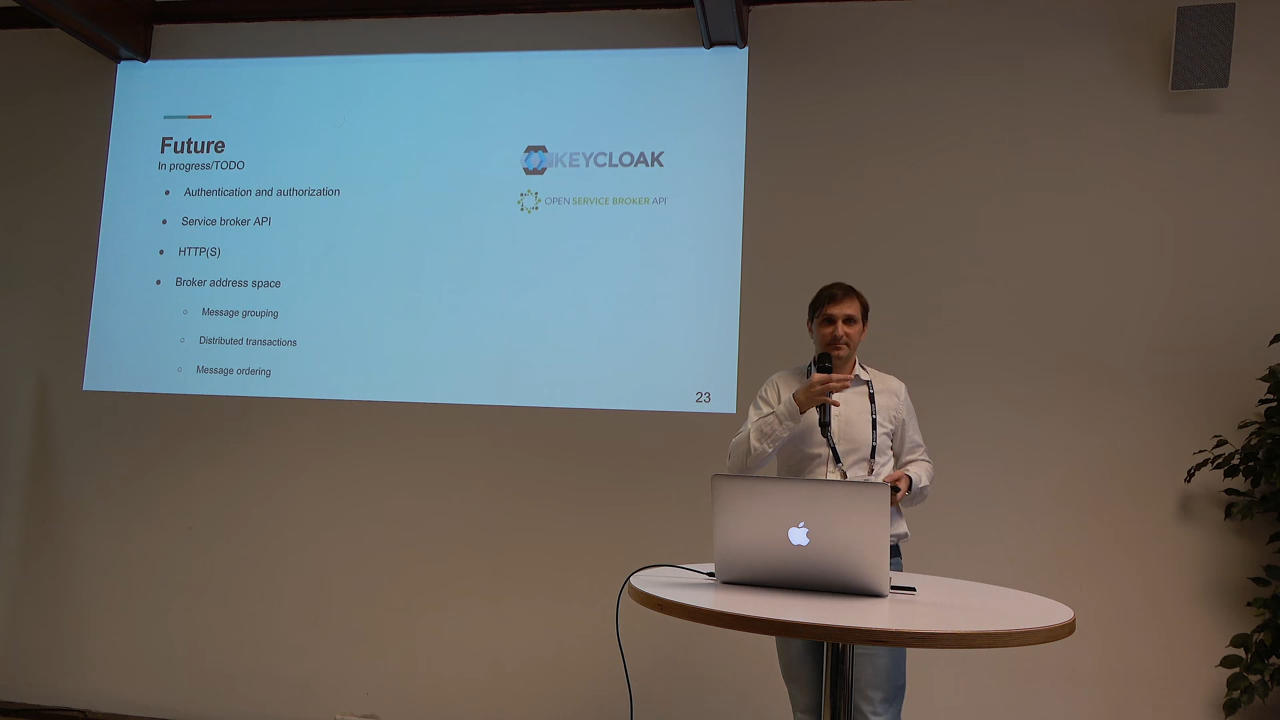 Future
In progress/TODO
Authentication and authorization
Service broker API
HTTP(S)
Broker address space
Message grouping
Distributed transactions
Message ordering
KEYCLOAK
OPEN SERVICE BROKER API
23